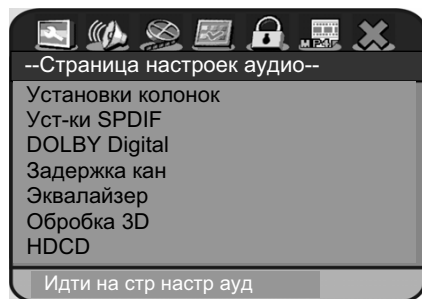 MP4
--Страница настроек аудио--
Установки колонок
Уст-ки SPDIF
DOLBY Digital
Задержка кан
Эквалайзер
Обробка 3D
HDCD
Идти на стр настр ауд